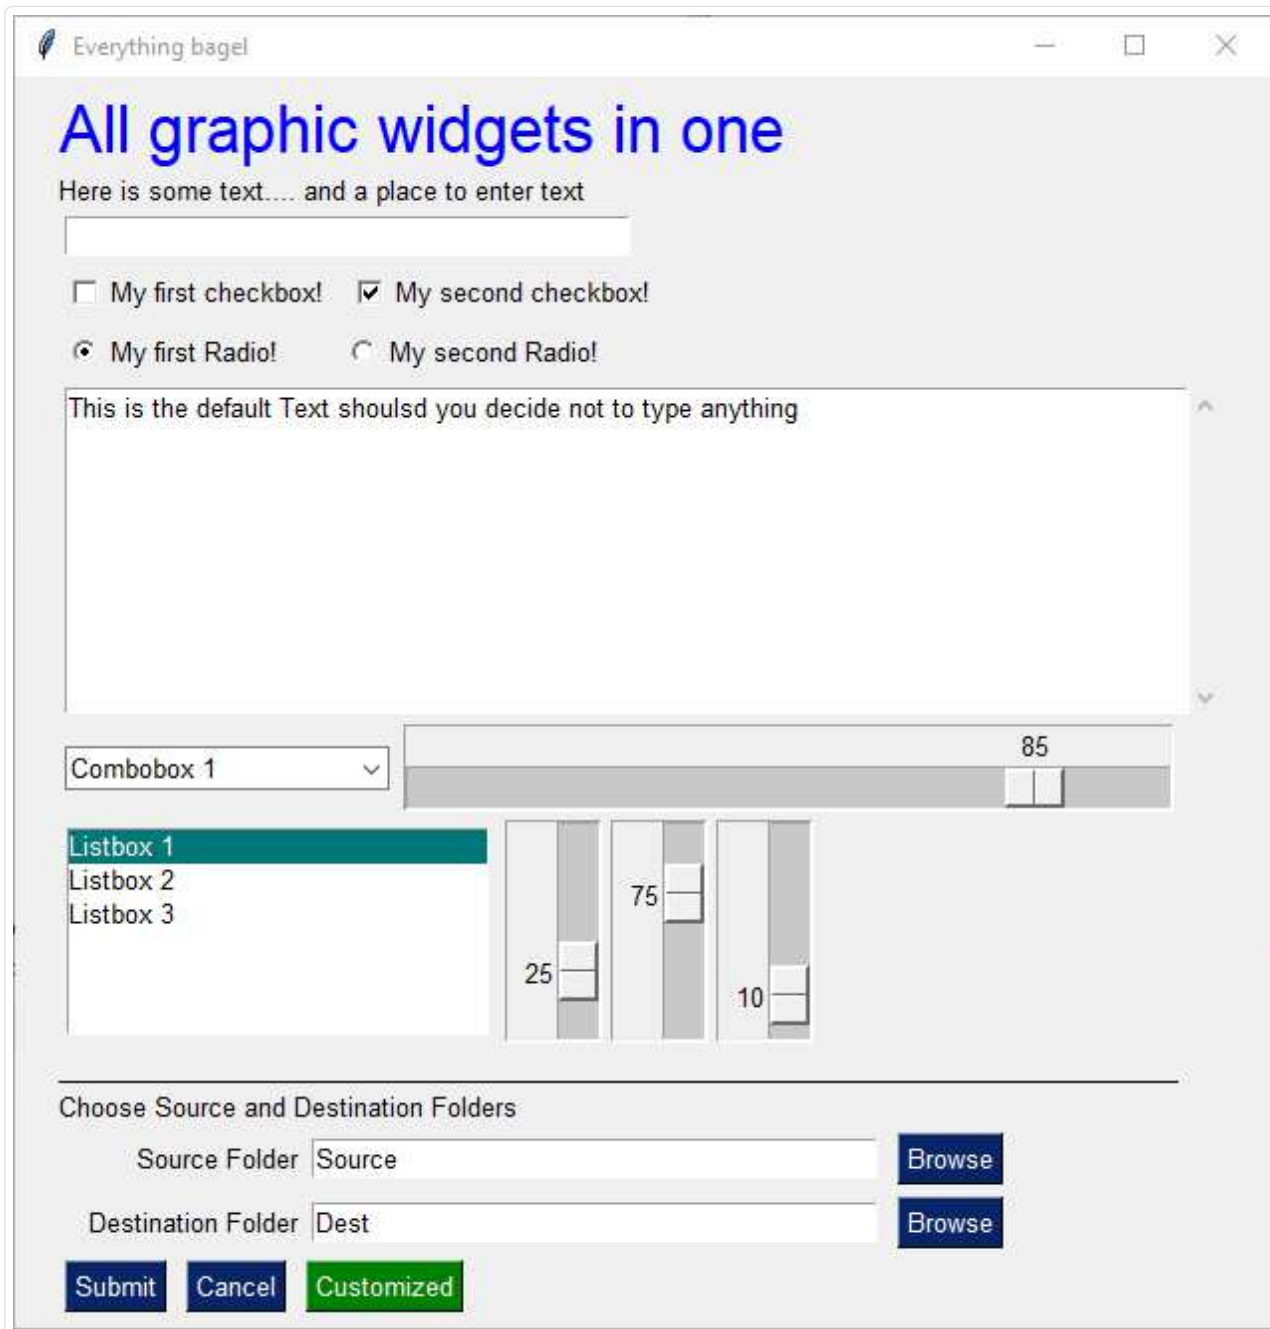 Everything bagel
All graphic widgets in one
Here is some text.... and a place to enter text
My first checkbox! My second checkbox!
My first Radio! My second Radio!
This is the default Text shoulsd you decide not to type anything
85
Combobox 1
Listbox 1
Listbox 2
Listbox 3
75
25
10
Choose Source and Destination Folders
Source Folder Source Browse
Destination Folder Dest Browse
Submit Cancel Customized